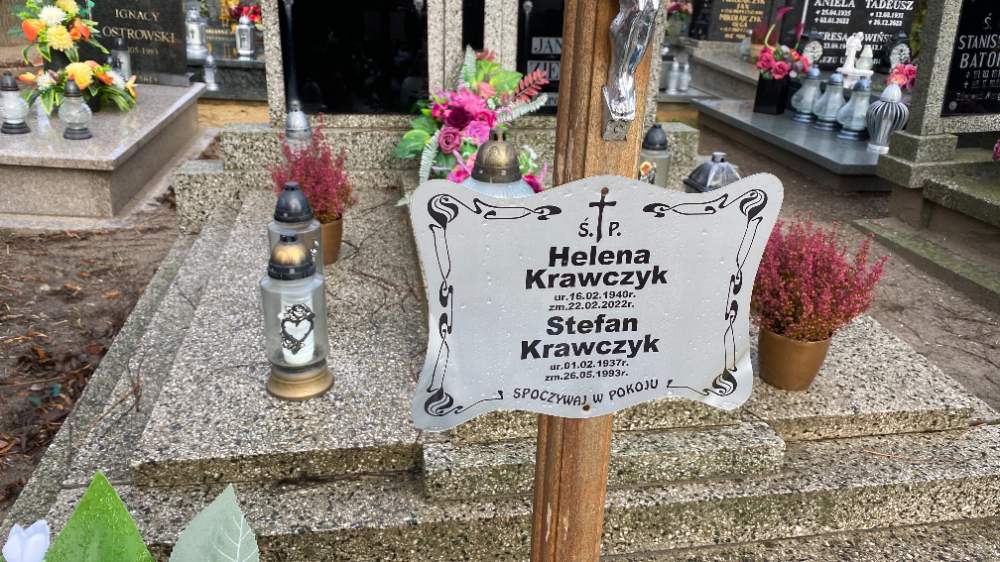 IGNACY
OSTROWSKI
JAN
ANIELA TADEUSZ
STANIS
BATO
Ś. P.
Helena
Krawczyk
ur.16.02.1940r.
zm.22.02.2022r.
Stefan
Krawczyk
ur.01.02.1937r.
zm.26.05.1993r.
SPOCZYWAJ W POKOJU